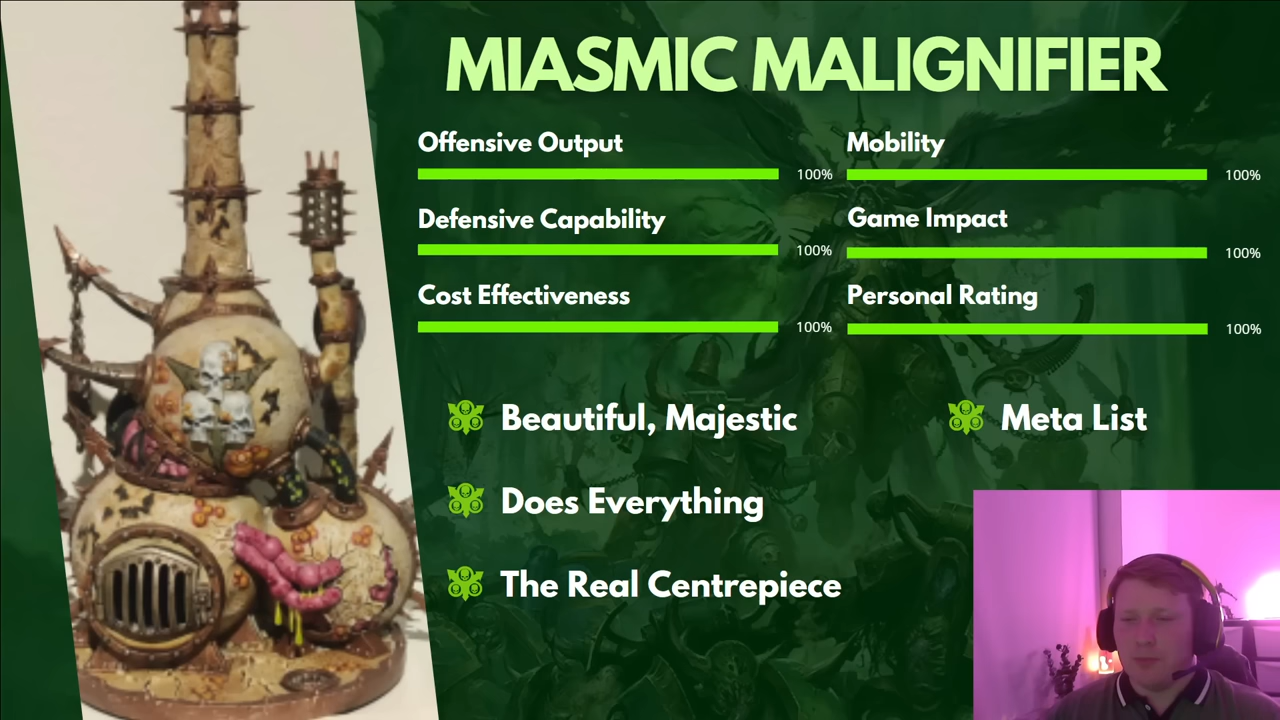 MIASMIC MALIGNIFIER
Offensive Output
100%
Mobility
100%
Defensive Capability
100%
Game Impact
100%
Cost Effectiveness
100%
Personal Rating
100%
Beautiful, Majestic
Meta List
Does Everything
The Real Centrepiece